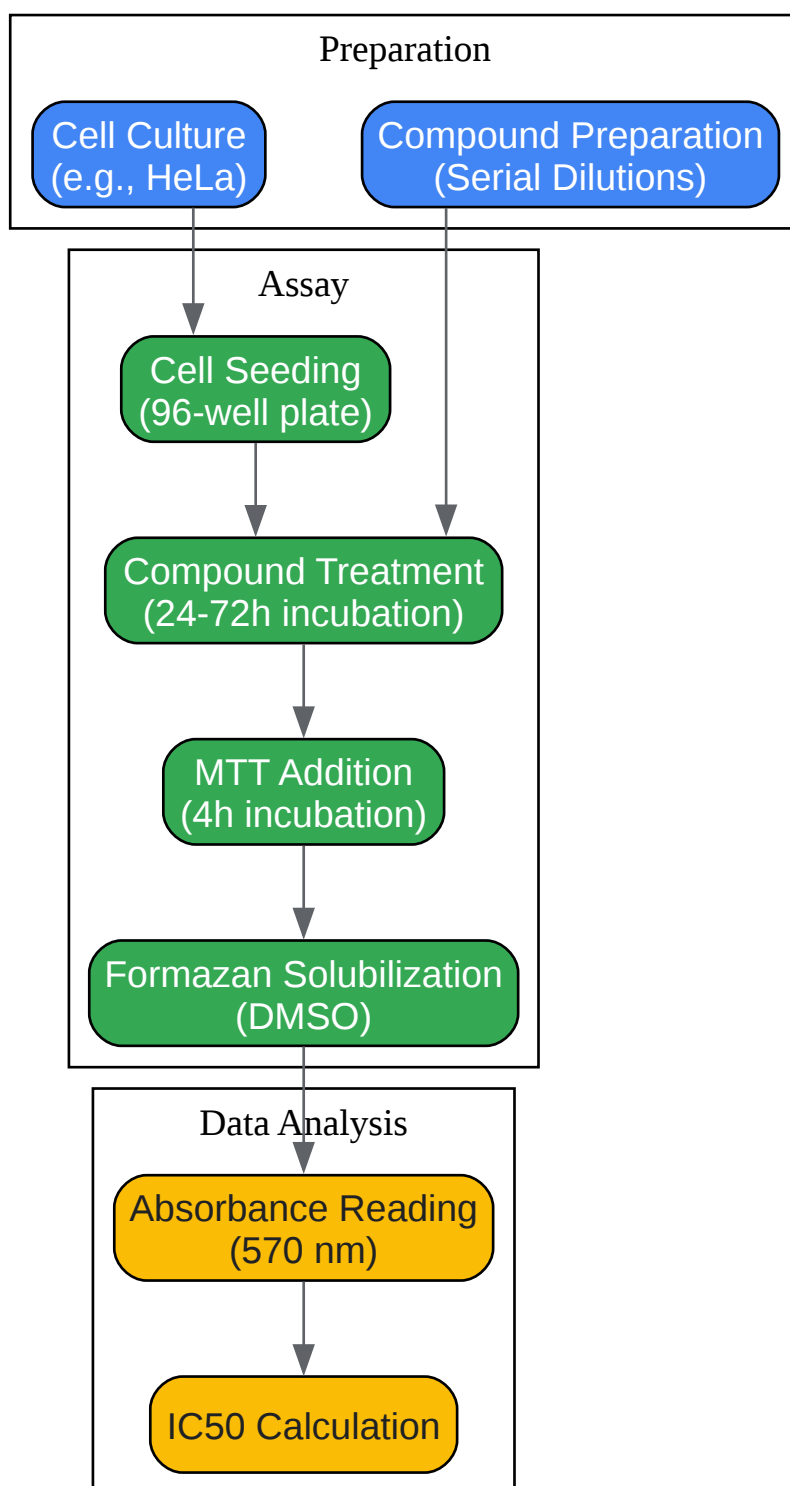 Preparation
Cell Culture
(e.g., HeLa)
Compound Preparation
(Serial Dilutions)
Assay
Cell Seeding
(96-well plate)
Compound Treatment
(24-72h incubation)
MTT Addition
(4h incubation)
Formazan Solubilization
(DMSO)
Data Analysis
Absorbance Reading
(570 nm)
IC50 Calculation